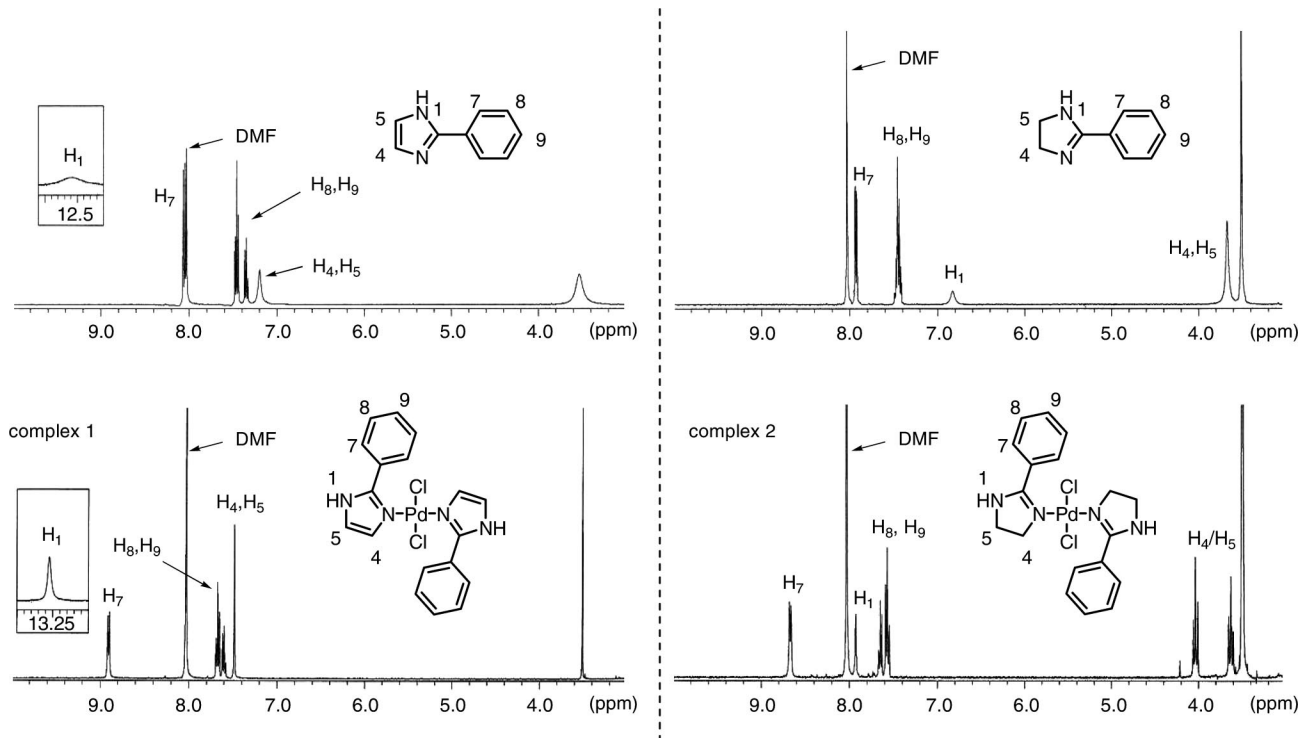 H
N
1
5
4
N
7
8
9
DMF
H1
12.5
H7
H8,H9
H4,H5
9.0 8.0 7.0 6.0 5.0 4.0 (ppm)
H
N
1
5
4
N
7
8
9
DMF
H8,H9
H7
H1
H4,H5
9.0 8.0 7.0 6.0 5.0 4.0 (ppm)
complex 1
DMF
9
8
7
1
HN
Cl
N Pd N
Cl
NH
5
4
H1
13.25
H4,H5
H8,H9
H7
9.0 8.0 7.0 6.0 5.0 4.0 (ppm)
complex 2
DMF
9
8
7
1
HN
Cl
N Pd N
Cl
NH
5
4
H8, H9
H4/H5
H7
H1
9.0 8.0 7.0 6.0 5.0 4.0 (ppm)